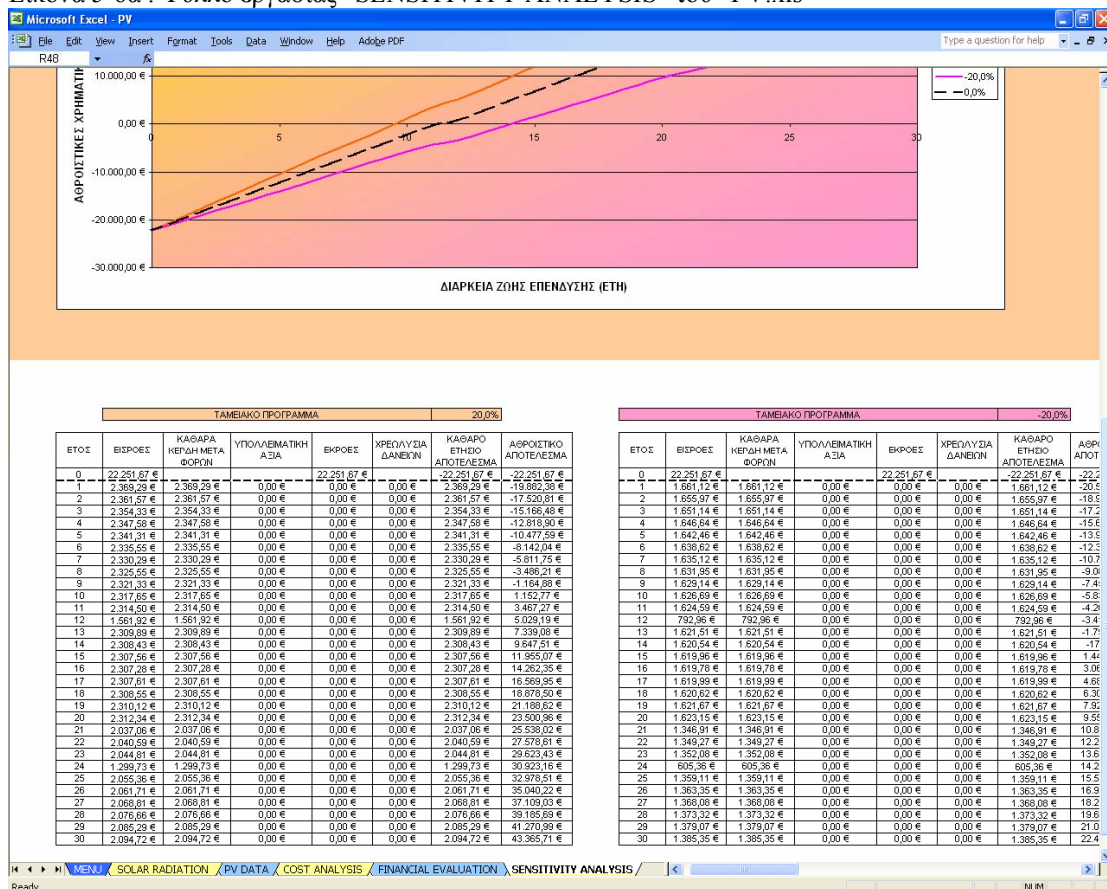 Φύλλο εργασίας "SENSITIVITY ANALYSIS" του "PV.xls"
Microsoft Excel - PV
File Edit View Insert Format Tools Data Window Help Adobe PDF
Type a question for help
R48 fx
10.000,00 €
0,00 €
-10.000,00 €
-20.000,00 €
-30.000,00 €
ΑΘΡΟΙΣΤΙΚΕΣ
0 5 10 15 20 25 30
ΔΙΑΡΚΕΙΑ ΖΩΗΣ ΕΠΕΝΔΥΣΗΣ (ΕΤΗ)
-20,0%
0,0%
ΤΑΜΕΙΑΚΟ ΠΡΟΓΡΑΜΜΑ 20,0%
ΕΤΟΣ ΕΙΣΡΟΕΣ ΚΑΘΑΡΑ ΚΕΡΔΗ ΜΕΤΑ ΦΟΡΩΝ ΥΠΟΛΛΕΙΜΑΤΙΚΗ ΑΞΙΑ ΕΚΡΟΕΣ ΧΡΕΩΛΥΣΙΑ ΔΑΝΕΙΩΝ ΚΑΘΑΡΟ ΕΤΗΣΙΟ ΑΠΟΤΕΛΕΣΜΑ ΑΘΡΟΙΣΤΙΚΟ ΑΠΟΤΕΛΕΣΜΑ
0 22.251,67 € 22.251,67 € -22.251,67 € -22.251,67 €
1 2.369,29 € 2.369,29 € 0,00 € 0,00 € 0,00 € 2.369,29 € -19.882,38 €
2 2.361,57 € 2.361,57 € 0,00 € 0,00 € 0,00 € 2.361,57 € -17.520,81 €
3 2.354,33 € 2.354,33 € 0,00 € 0,00 € 0,00 € 2.354,33 € -15.166,48 €
4 2.347,58 € 2.347,58 € 0,00 € 0,00 € 0,00 € 2.347,58 € -12.818,90 €
5 2.341,31 € 2.341,31 € 0,00 € 0,00 € 0,00 € 2.341,31 € -10.477,59 €
6 2.335,55 € 2.335,55 € 0,00 € 0,00 € 0,00 € 2.335,55 € -8.142,04 €
7 2.330,29 € 2.330,29 € 0,00 € 0,00 € 0,00 € 2.330,29 € -5.811,75 €
8 2.325,55 € 2.325,55 € 0,00 € 0,00 € 0,00 € 2.325,55 € -3.486,21 €
9 2.321,33 € 2.321,33 € 0,00 € 0,00 € 0,00 € 2.321,33 € -1.164,88 €
10 2.317,65 € 2.317,65 € 0,00 € 0,00 € 0,00 € 2.317,65 € 1.152,77 €
11 2.314,50 € 2.314,50 € 0,00 € 0,00 € 0,00 € 2.314,50 € 3.467,27 €
12 1.561,92 € 1.561,92 € 0,00 € 0,00 € 0,00 € 1.561,92 € 5.029,19 €
13 2.309,89 € 2.309,89 € 0,00 € 0,00 € 0,00 € 2.309,89 € 7.339,08 €
14 2.308,43 € 2.308,43 € 0,00 € 0,00 € 0,00 € 2.308,43 € 9.647,51 €
15 2.307,56 € 2.307,56 € 0,00 € 0,00 € 0,00 € 2.307,56 € 11.955,07 €
16 2.307,28 € 2.307,28 € 0,00 € 0,00 € 0,00 € 2.307,28 € 14.262,35 €
17 2.307,61 € 2.307,61 € 0,00 € 0,00 € 0,00 € 2.307,61 € 16.569,95 €
18 2.308,55 € 2.308,55 € 0,00 € 0,00 € 0,00 € 2.308,55 € 18.878,50 €
19 2.310,12 € 2.310,12 € 0,00 € 0,00 € 0,00 € 2.310,12 € 21.188,62 €
20 2.312,34 € 2.312,34 € 0,00 € 0,00 € 0,00 € 2.312,34 € 23.500,96 €
21 2.037,06 € 2.037,06 € 0,00 € 0,00 € 0,00 € 2.037,06 € 25.538,02 €
22 2.040,59 € 2.040,59 € 0,00 € 0,00 € 0,00 € 2.040,59 € 27.578,61 €
23 2.044,81 € 2.044,81 € 0,00 € 0,00 € 0,00 € 2.044,81 € 29.623,43 €
24 1.299,73 € 1.299,73 € 0,00 € 0,00 € 0,00 € 1.299,73 € 30.923,16 €
25 2.055,36 € 2.055,36 € 0,00 € 0,00 € 0,00 € 2.055,36 € 32.978,51 €
26 2.061,71 € 2.061,71 € 0,00 € 0,00 € 0,00 € 2.061,71 € 35.040,22 €
27 2.068,81 € 2.068,81 € 0,00 € 0,00 € 0,00 € 2.068,81 € 37.109,03 €
28 2.076,66 € 2.076,66 € 0,00 € 0,00 € 0,00 € 2.076,66 € 39.185,69 €
29 2.085,29 € 2.085,29 € 0,00 € 0,00 € 0,00 € 2.085,29 € 41.270,99 €
30 2.094,72 € 2.094,72 € 0,00 € 0,00 € 0,00 € 2.094,72 € 43.365,71 €
ΤΑΜΕΙΑΚΟ ΠΡΟΓΡΑΜΜΑ -20,0%
ΕΤΟΣ ΕΙΣΡΟΕΣ ΚΑΘΑΡΑ ΚΕΡΔΗ ΜΕΤΑ ΦΟΡΩΝ ΥΠΟΛΛΕΙΜΑΤΙΚΗ ΑΞΙΑ ΕΚΡΟΕΣ ΧΡΕΩΛΥΣΙΑ ΔΑΝΕΙΩΝ ΚΑΘΑΡΟ ΕΤΗΣΙΟ ΑΠΟΤΕΛΕΣΜΑ
0 22.251,67 € 22.251,67 € -22.251,67 € -22.2
1 1.661,12 € 1.661,12 € 0,00 € 0,00 € 0,00 € 1.661,12 € -20.5
2 1.655,97 € 1.655,97 € 0,00 € 0,00 € 0,00 € 1.655,97 € -18.9
3 1.651,14 € 1.651,14 € 0,00 € 0,00 € 0,00 € 1.651,14 € -17.2
4 1.646,64 € 1.646,64 € 0,00 € 0,00 € 0,00 € 1.646,64 € -15.6
5 1.642,46 € 1.642,46 € 0,00 € 0,00 € 0,00 € 1.642,46 € -13.9
6 1.638,62 € 1.638,62 € 0,00 € 0,00 € 0,00 € 1.638,62 € -12.3
7 1.635,12 € 1.635,12 € 0,00 € 0,00 € 0,00 € 1.635,12 € -10.7
8 1.631,95 € 1.631,95 € 0,00 € 0,00 € 0,00 € 1.631,95 €
9 1.629,14 € 1.629,14 € 0,00 € 0,00 € 0,00 € 1.629,14 €
10 1.626,69 € 1.626,69 € 0,00 € 0,00 € 0,00 € 1.626,69 €
11 1.624,59 € 1.624,59 € 0,00 € 0,00 € 0,00 € 1.624,59 €
12 792,96 € 792,96 € 0,00 € 0,00 € 0,00 € 792,96 €
13 1.621,51 € 1.621,51 € 0,00 € 0,00 € 0,00 € 1.621,51 €
14 1.620,54 € 1.620,54 € 0,00 € 0,00 € 0,00 € 1.620,54 € -17
15 1.619,96 € 1.619,96 € 0,00 € 0,00 € 0,00 € 1.619,96 € 1.44
16 1.619,78 € 1.619,78 € 0,00 € 0,00 € 0,00 € 1.619,78 € 3.06
17 1.619,99 € 1.619,99 € 0,00 € 0,00 € 0,00 € 1.619,99 € 4.68
18 1.620,62 € 1.620,62 € 0,00 € 0,00 € 0,00 € 1.620,62 € 6.30
19 1.621,67 € 1.621,67 € 0,00 € 0,00 € 0,00 € 1.621,67 € 7.92
20 1.623,15 € 1.623,15 € 0,00 € 0,00 € 0,00 € 1.623,15 € 9.55
21 1.346,91 € 1.346,91 € 0,00 € 0,00 € 0,00 € 1.346,91 € 10.8
22 1.349,27 € 1.349,27 € 0,00 € 0,00 € 0,00 € 1.349,27 € 12.2
23 1.352,08 € 1.352,08 € 0,00 € 0,00 € 0,00 € 1.352,08 € 13.6
24 605,36 € 605,36 € 0,00 € 0,00 € 0,00 € 605,36 € 14.2
25 1.359,11 € 1.359,11 € 0,00 € 0,00 € 0,00 € 1.359,11 € 15.5
26 1.363,35 € 1.363,35 € 0,00 € 0,00 € 0,00 € 1.363,35 € 16.9
27 1.368,08 € 1.368,08 € 0,00 € 0,00 € 0,00 € 1.368,08 € 18.2
28 1.373,32 € 1.373,32 € 0,00 € 0,00 € 0,00 € 1.373,32 € 19.6
29 1.379,07 € 1.379,07 € 0,00 € 0,00 € 0,00 € 1.379,07 € 21.0
30 1.385,35 € 1.385,35 € 0,00 € 0,00 € 0,00 € 1.385,35 € 22.4
MENU SOLAR RADIATION PV DATA COST ANALYSIS FINANCIAL EVALUATION SENSITIVITY ANALYSIS
Ready NUM